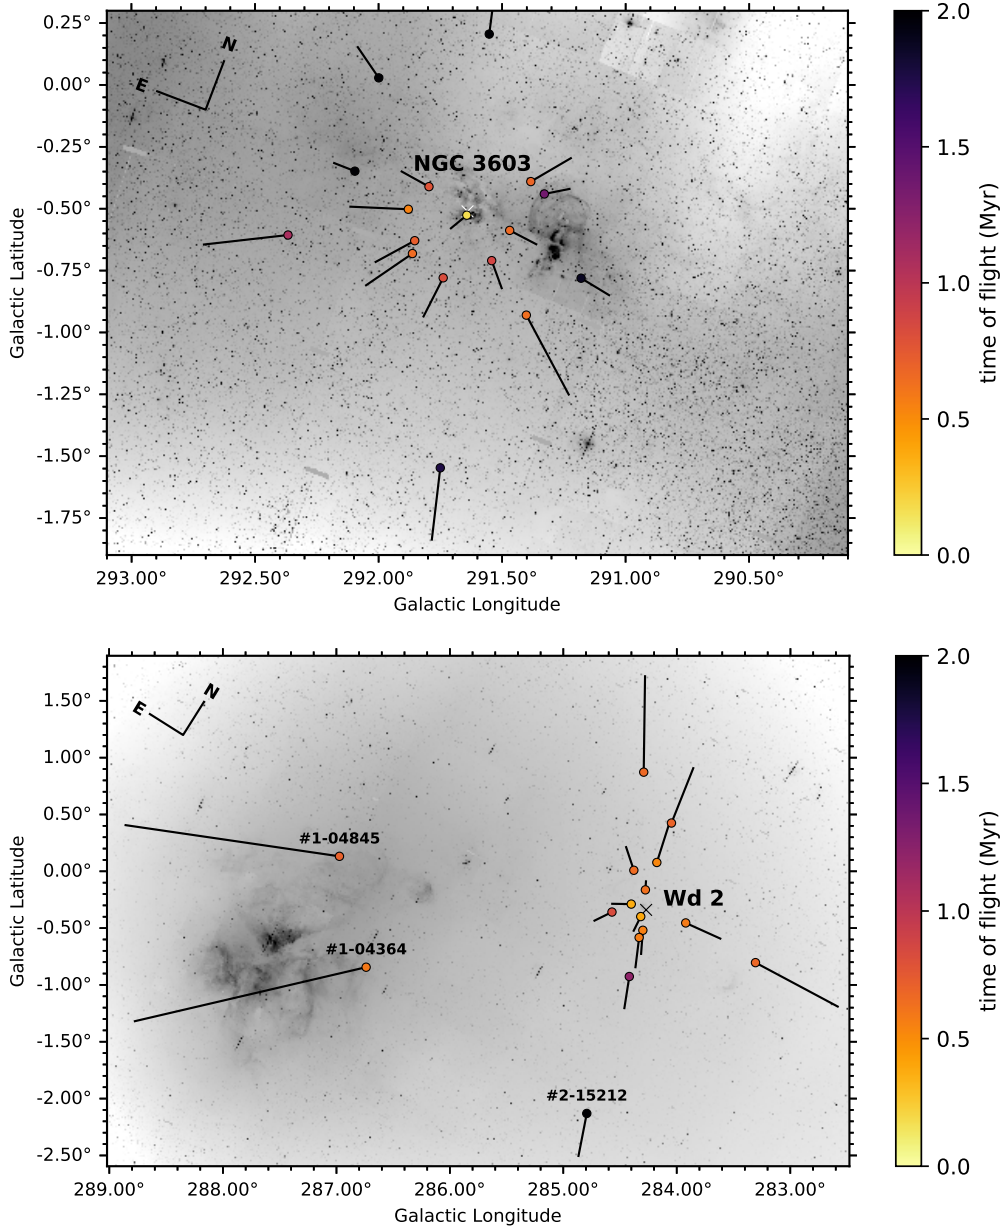 0.25°
0.00°
-0.25°
-0.50°
-0.75°
-1.00°
-1.25°
-1.50°
-1.75°
Galactic Latitude
N
E
NGC 3603
293.00° 292.50° 292.00° 291.50° 291.00° 290.50°
Galactic Longitude
2.0
1.5
1.0
0.5
0.0
time of flight (Myr)
1.50°
1.00°
0.50°
0.00°
-0.50°
-1.00°
-1.50°
-2.00°
-2.50°
Galactic Latitude
N
E
#1-04845
Wd 2
#1-04364
#2-15212
289.00° 288.00° 287.00° 286.00° 285.00° 284.00° 283.00°
Galactic Longitude
2.0
1.5
1.0
0.5
0.0
time of flight (Myr)